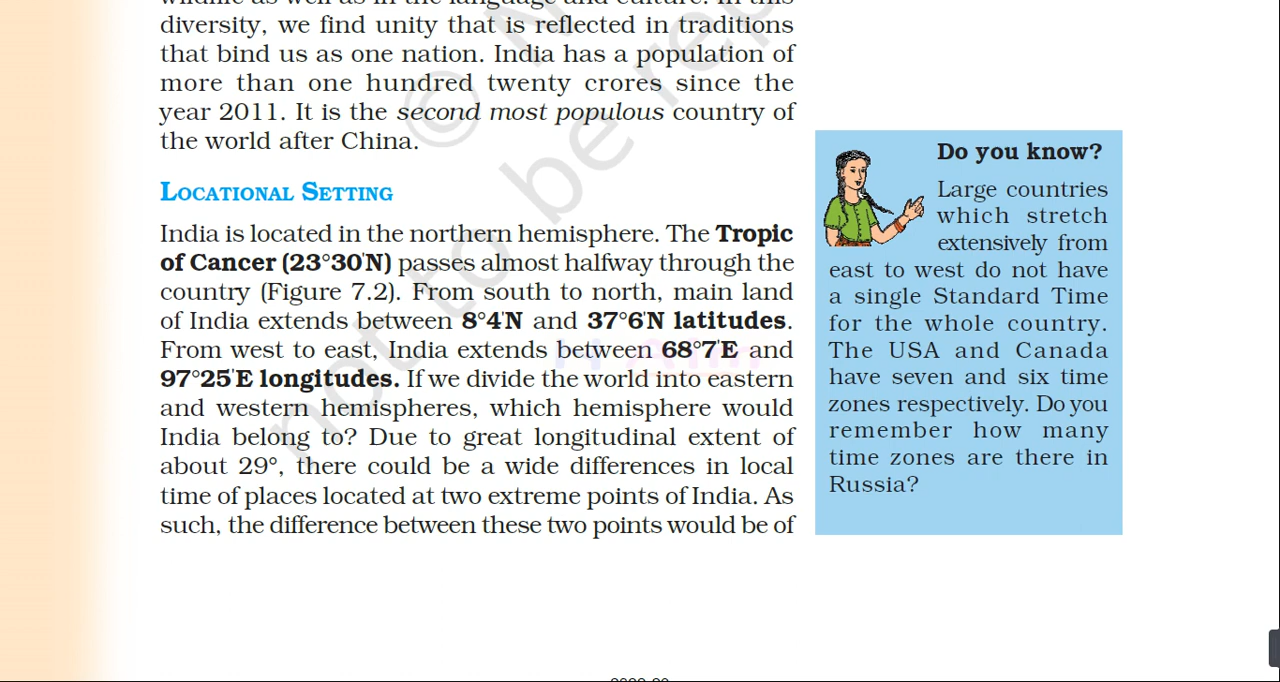 diversity, we find unity that is reflected in traditions
that bind us as one nation. India has a population of
more than one hundred twenty crores since the
year 2011. It is the second most populous country of
the world after China.
LOCATIONAL SETTING
India is located in the northern hemisphere. The Tropic
of Cancer (23°30'N) passes almost halfway through the
country (Figure 7.2). From south to north, main land
of India extends between 8°4'N and 37°6'N latitudes.
From west to east, India extends between 68°7'E and
97°25'E longitudes. If we divide the world into eastern
and western hemispheres, which hemisphere would
India belong to? Due to great longitudinal extent of
about 29°, there could be a wide differences in local
time of places located at two extreme points of India. As
such, the difference between these two points would be of
Do you know?
Large countries
which stretch
extensively from
east to west do not have
a single Standard Time
for the whole country.
The USA and Canada
have seven and six time
zones respectively. Do you
remember how many
time zones are there in
Russia?
not to be rep